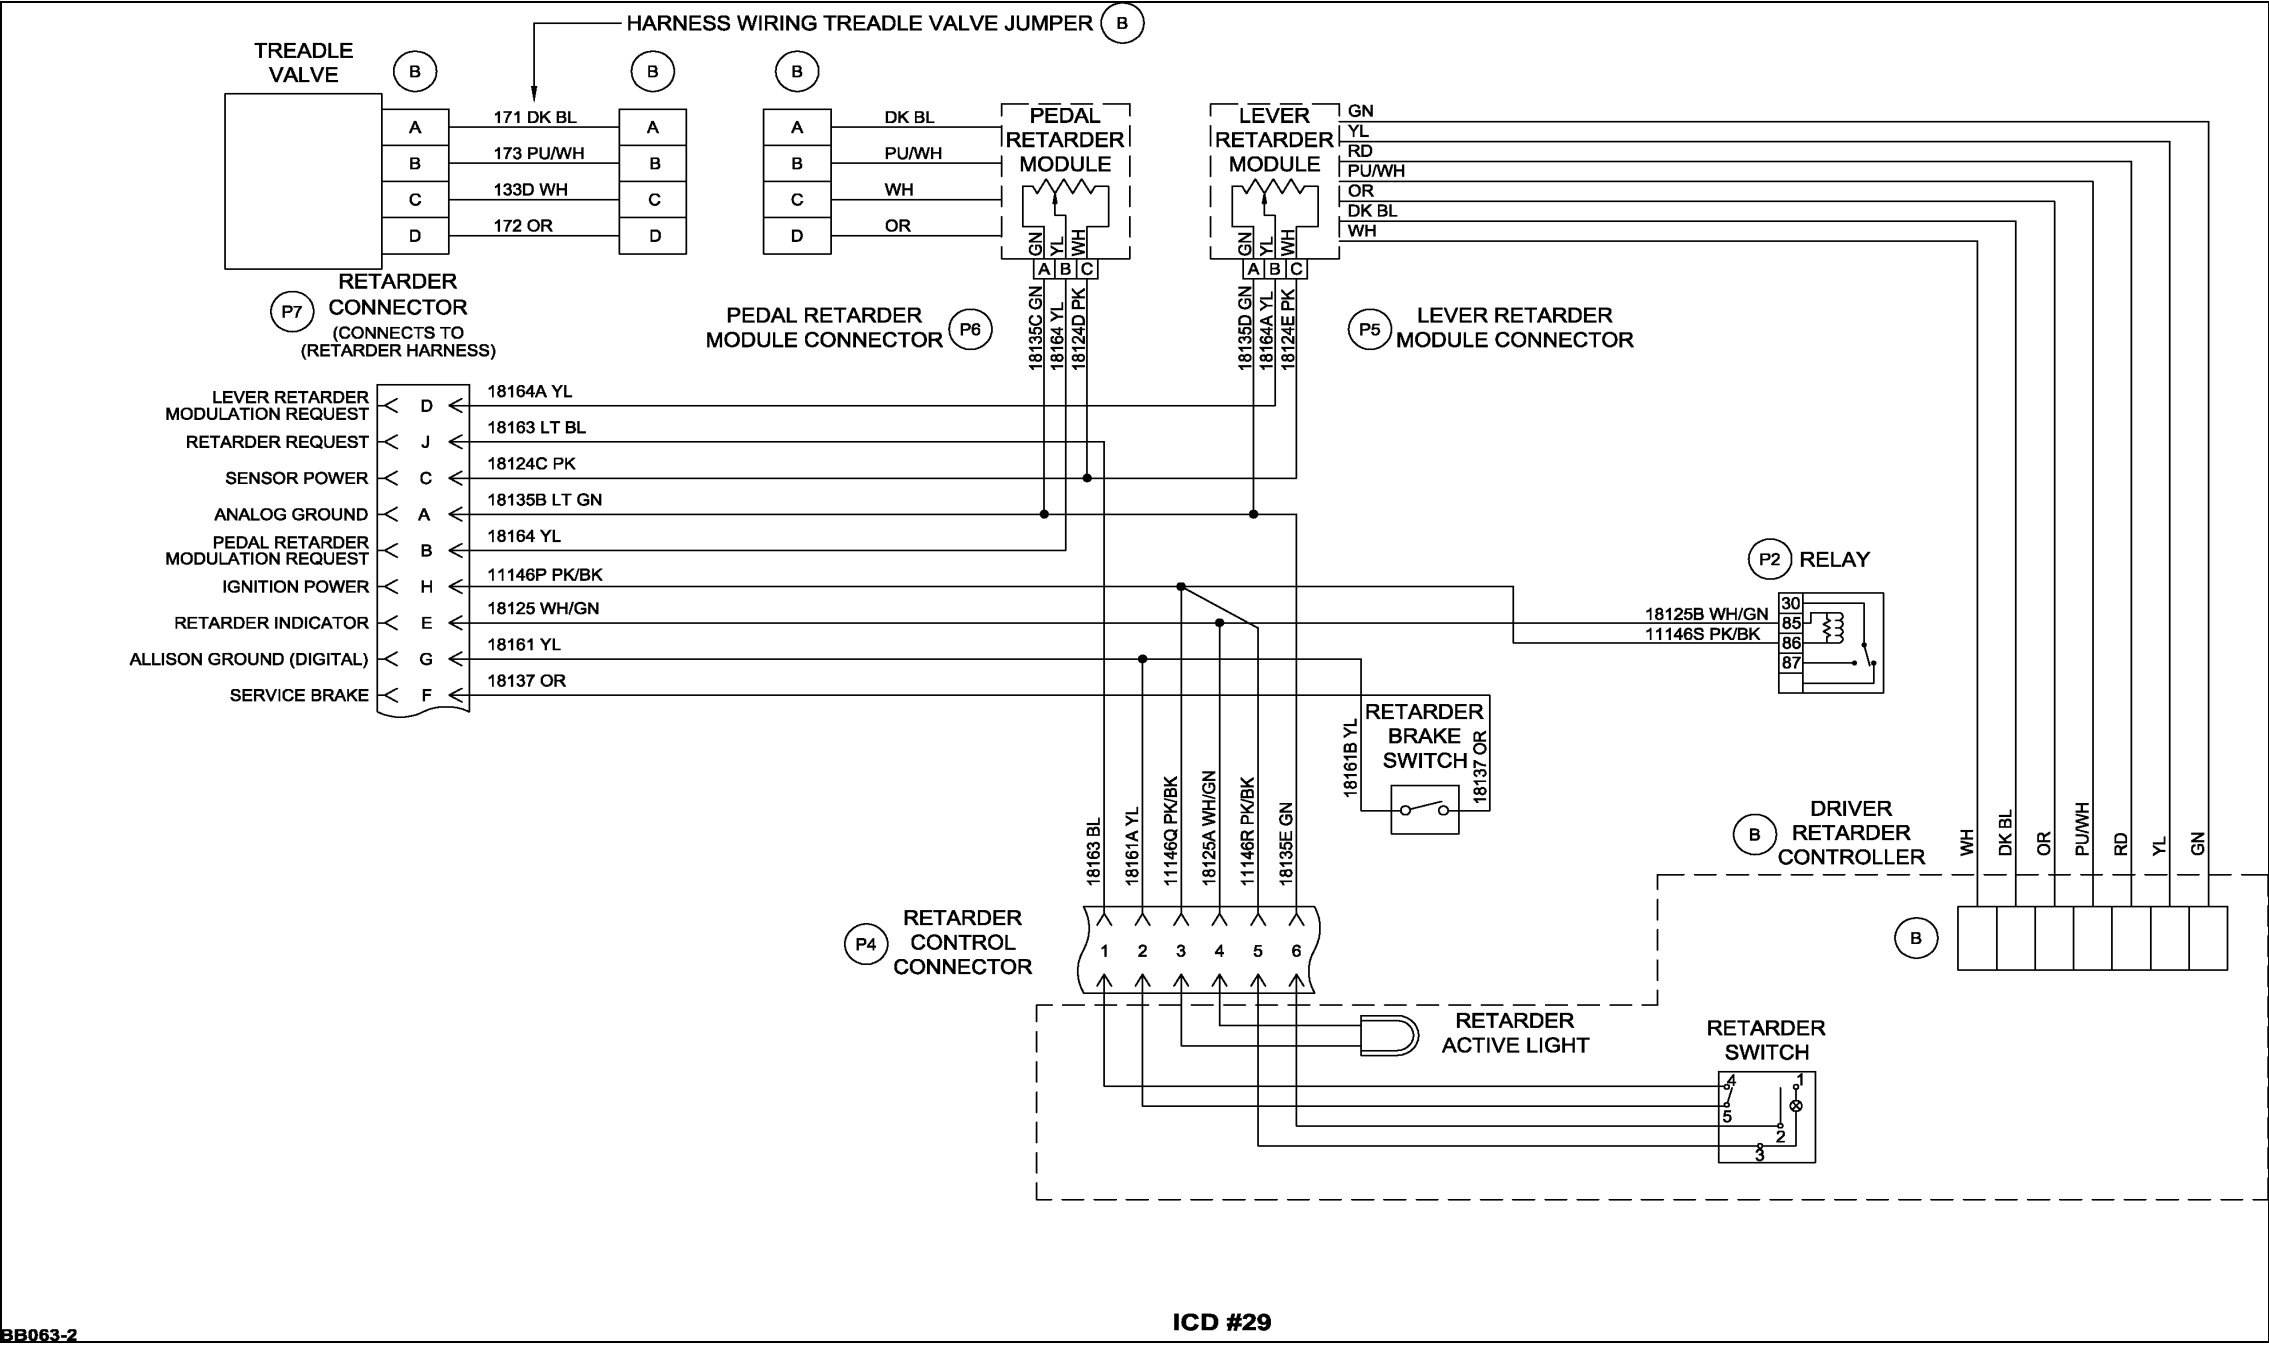 HARNESS WIRING TREADLE VALVE JUMPER B
TREADLE
VALVE
B
B
B
A
B
C
D
171 DK BL
173 PU/WH
133D WH
172 OR
A
B
C
D
A
B
C
D
DK BL
PU/WH
WH
OR
PEDAL
RETARDER
MODULE
GN
YL
WH
A B C
LEVER
RETARDER
MODULE
GN
YL
WH
A B C
GN
YL
RD
PU/WH
OR
DK BL
WH
RETARDER
CONNECTOR
P7
(CONNECTS TO
(RETARDER HARNESS)
PEDAL RETARDER
MODULE CONNECTOR
P6
18135C GN
18164 YL
18124D PK
18135D GN
18164A YL
18124E PK
P5
LEVER RETARDER
MODULE CONNECTOR
LEVER RETARDER
MODULATION REQUEST
D
18164A YL
RETARDER REQUEST
J
18163 LT BL
SENSOR POWER
C
18124C PK
ANALOG GROUND
A
18135B LT GN
PEDAL RETARDER
MODULATION REQUEST
B
18164 YL
IGNITION POWER
H
11146P PK/BK
RETARDER INDICATOR
E
18125 WH/GN
ALLISON GROUND (DIGITAL)
G
18161 YL
SERVICE BRAKE
F
18137 OR
P2 RELAY
18125B WH/GN
11146S PK/BK
30
85
86
87
RETARDER
BRAKE
SWITCH
18161B YL
18137 OR
18163 BL
18161A YL
11146Q PK/BK
18125A WH/GN
11146R PK/BK
18135E GN
B
DRIVER
RETARDER
CONTROLLER
WH
DK BL
OR
PU/WH
RD
YL
GN
B
P4
RETARDER
CONTROL
CONNECTOR
1 2 3 4 5 6
RETARDER
ACTIVE LIGHT
RETARDER
SWITCH
4
1
5
2
3
ICD #29
BB063-2